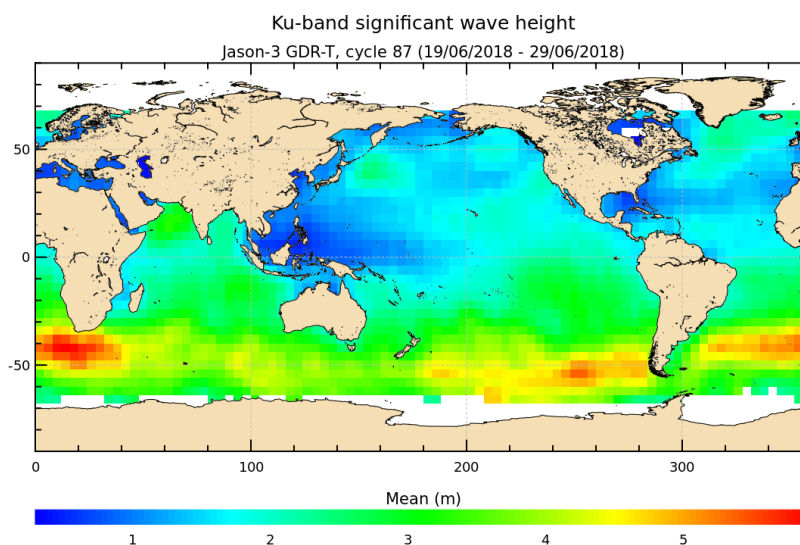 Ku-band significant wave height
Jason-3 GDR-T, cycle 87 (19/06/2018 - 29/06/2018)
50
0
-50
0 100 200 300
Mean (m)
1 2 3 4 5